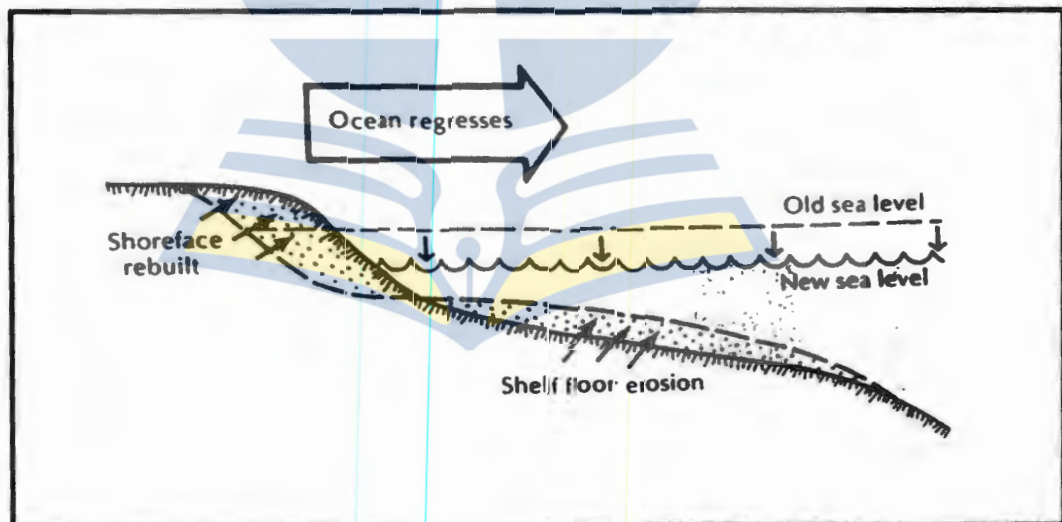 Ocean regresses
Old sea level
Shoreface
rebuilt
New sea level
Shelf floor erosion